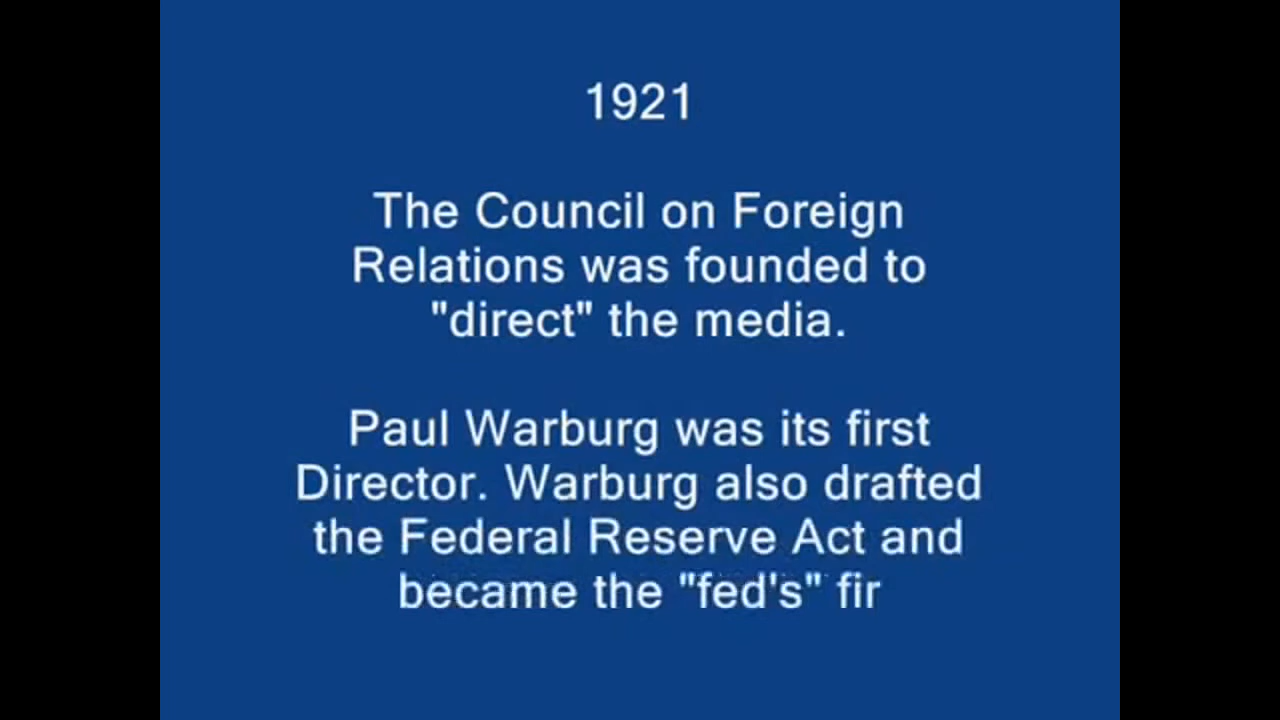 1921
The Council on Foreign
Relations was founded to
"direct" the media.
Paul Warburg was its first
Director. Warburg also drafted
the Federal Reserve Act and
became the "fed's" fir